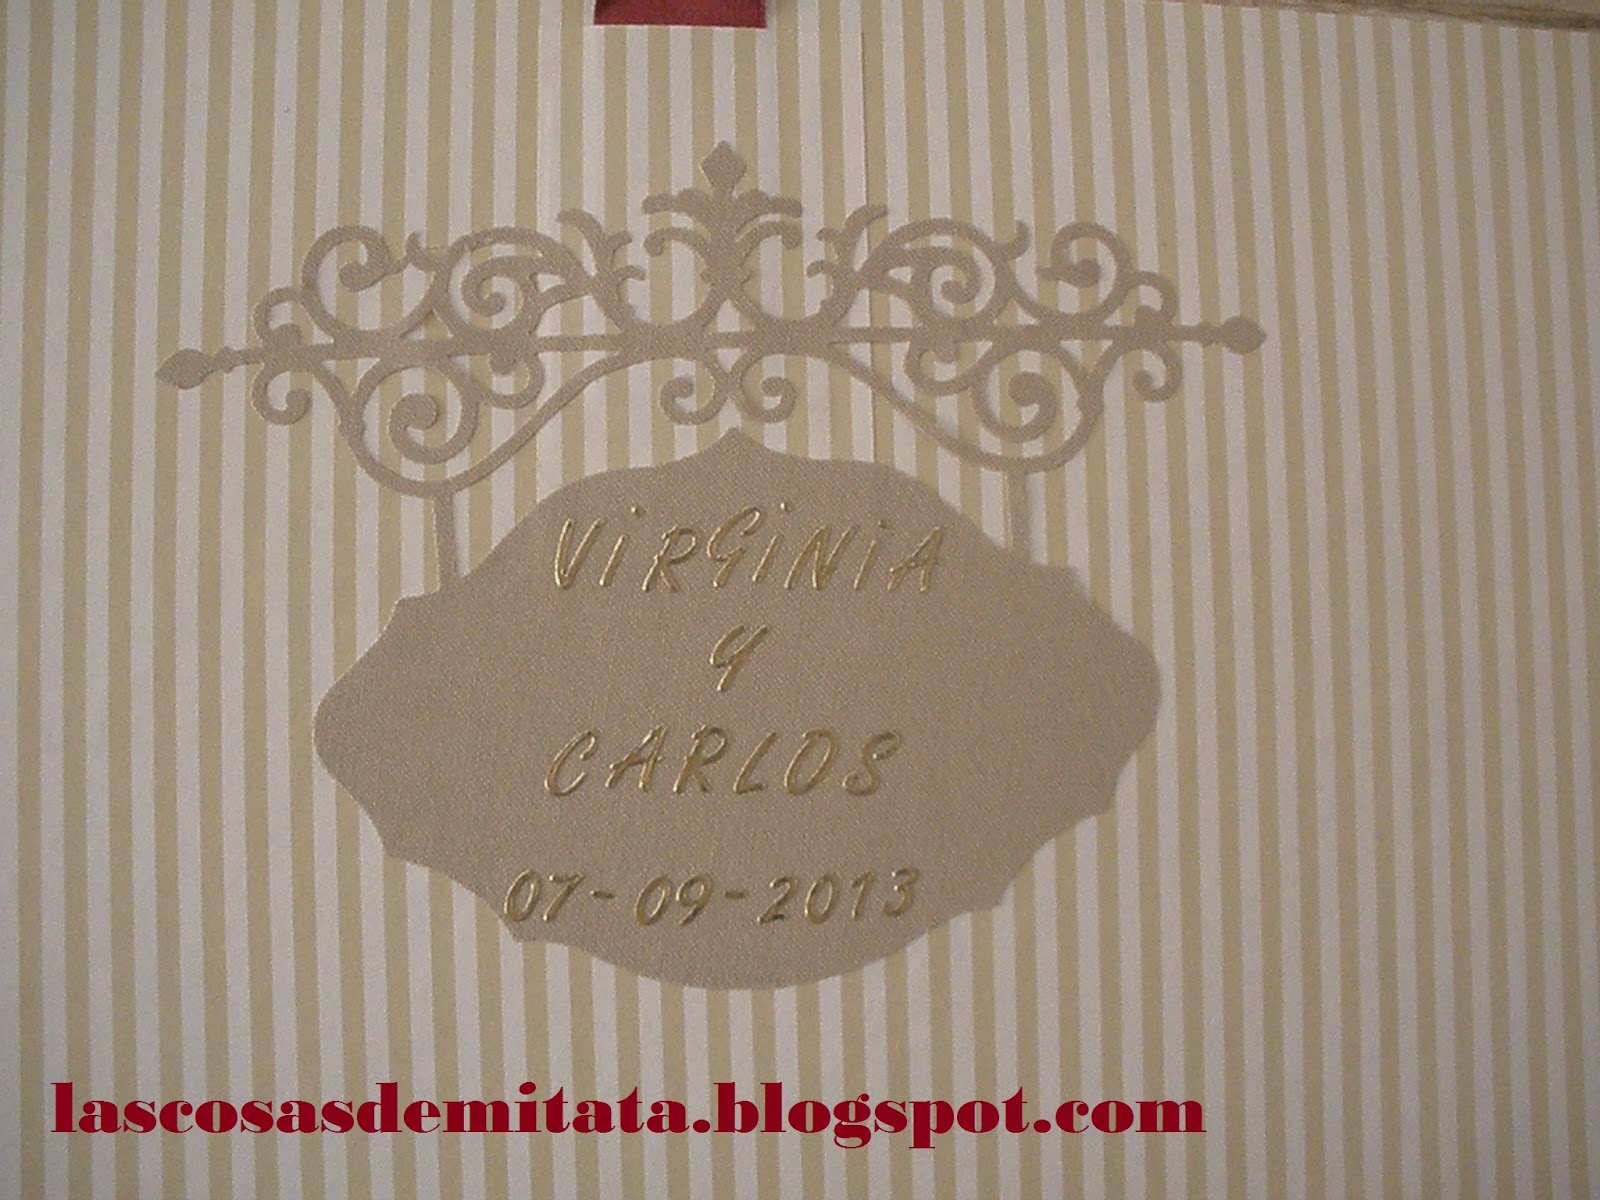 ViRGiNiA
y
CARLOS
07-09-2013
lascosasdemitata.blogspot.com